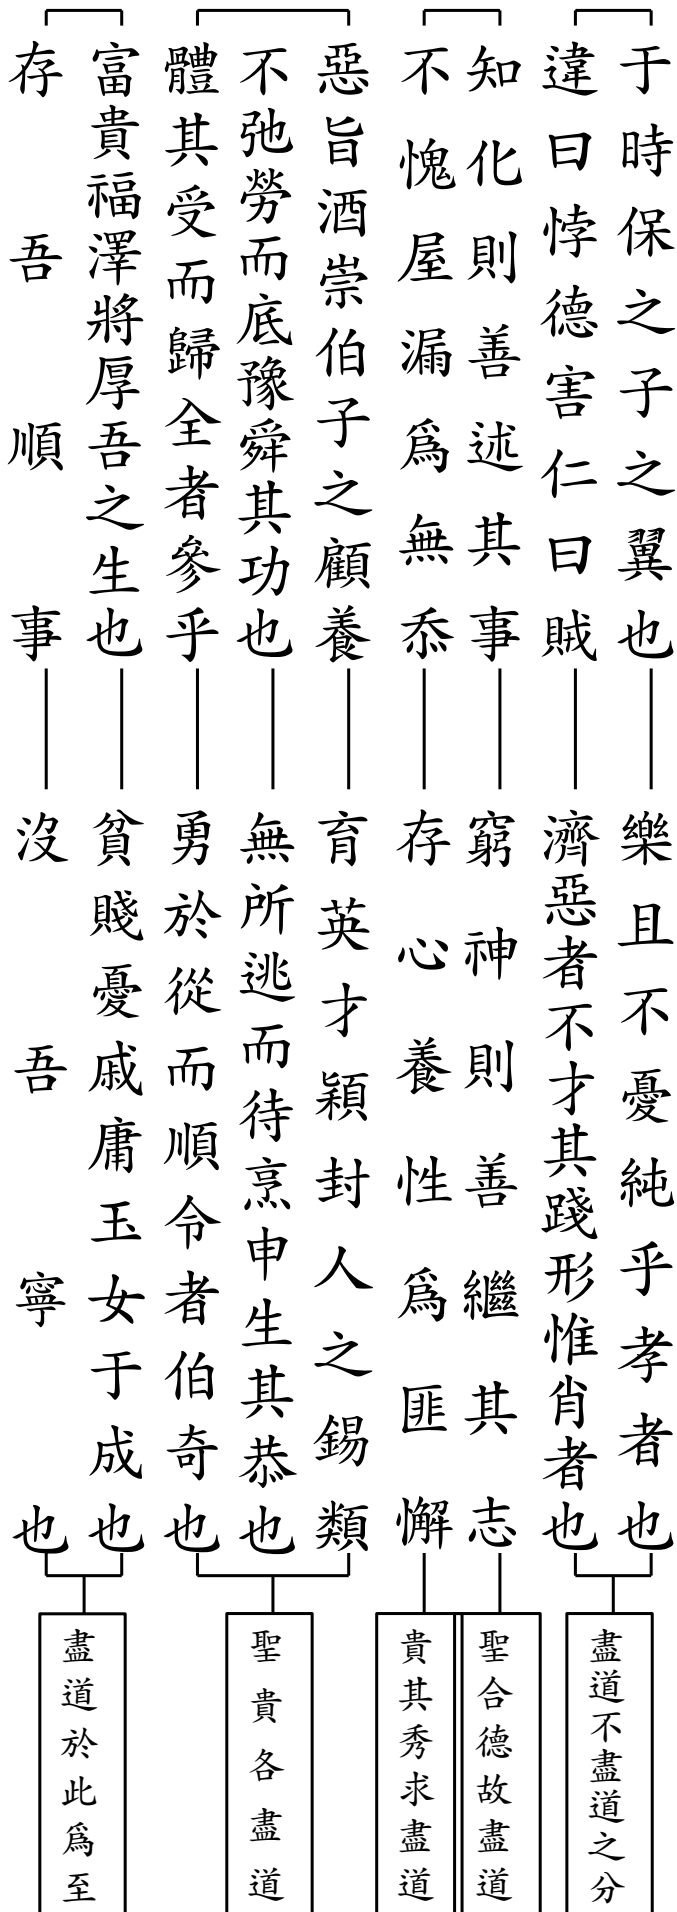 于時保之子之翼也
樂且不憂純乎孝者也
違曰悖德害仁曰賊
濟惡者不才其踐形惟肖者也
盡道不盡道之分
知化則善述其事
窮神則善繼其志
聖合德故盡道
不愧屋漏爲無忝
存心養性爲匪懈
貴其秀求盡道
惡旨酒崇伯子之顧養
育英才穎封人之錫類
不弛勞而底豫舜其功也
無所逃而待烹申生其恭也
體其受而歸全者參乎
勇於從而順令者伯奇也
聖貴各盡道
富貴福澤將厚吾之生也
貧賤憂戚庸玉女于成也
存吾順事
沒吾寧也
盡道於此爲至